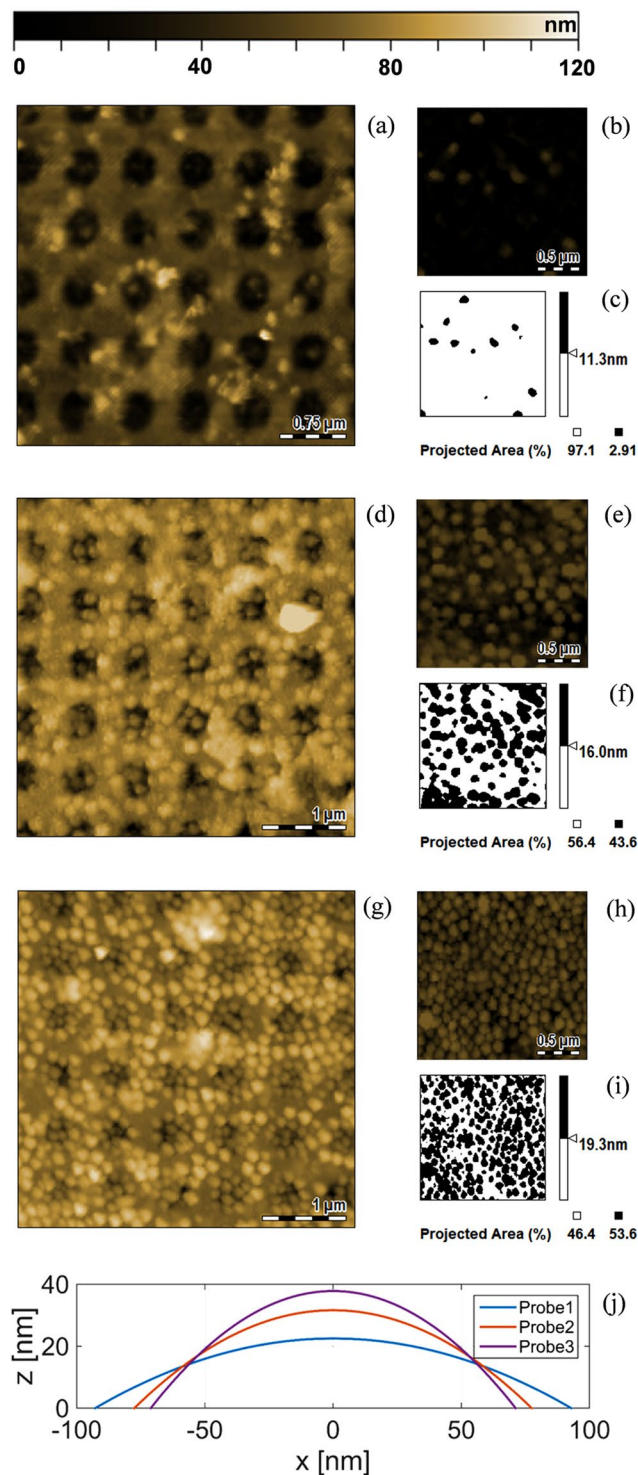 nm
0 40 80 120
(a)
(b)
0.5 µm
(c)
11.3nm
0.75 µm
Projected Area (%) 97.1 2.91
(d)
(e)
0.5 µm
(f)
16.0nm
1 µm
Projected Area (%) 56.4 43.6
(g)
(h)
0.5 µm
(i)
19.3nm
1 µm
Projected Area (%) 46.4 53.6
40
20
0
z [nm]
Probe1
Probe2
Probe3
(j)
-100 -50 0 50 100
x [nm]